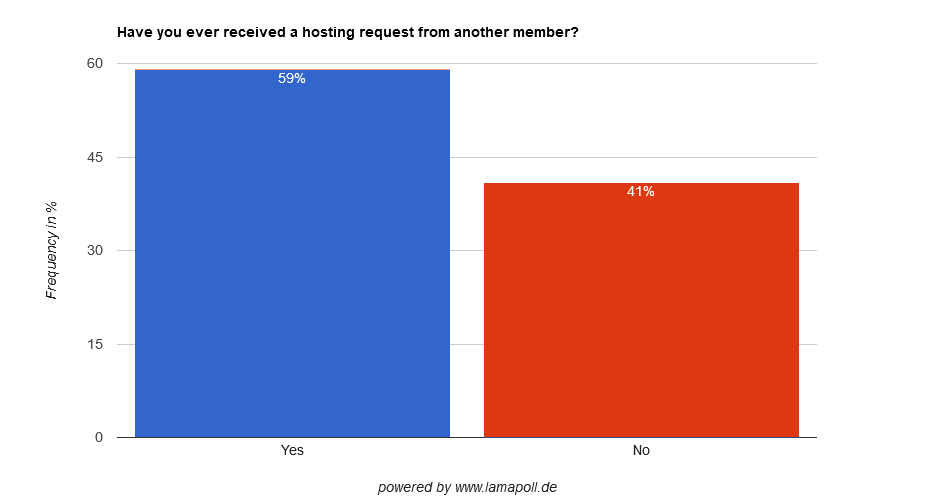 Have you ever received a hosting request from another member?
60
59%
45
41%
30
Frequency in %
15
0
Yes
No
powered by www.lamapoll.de